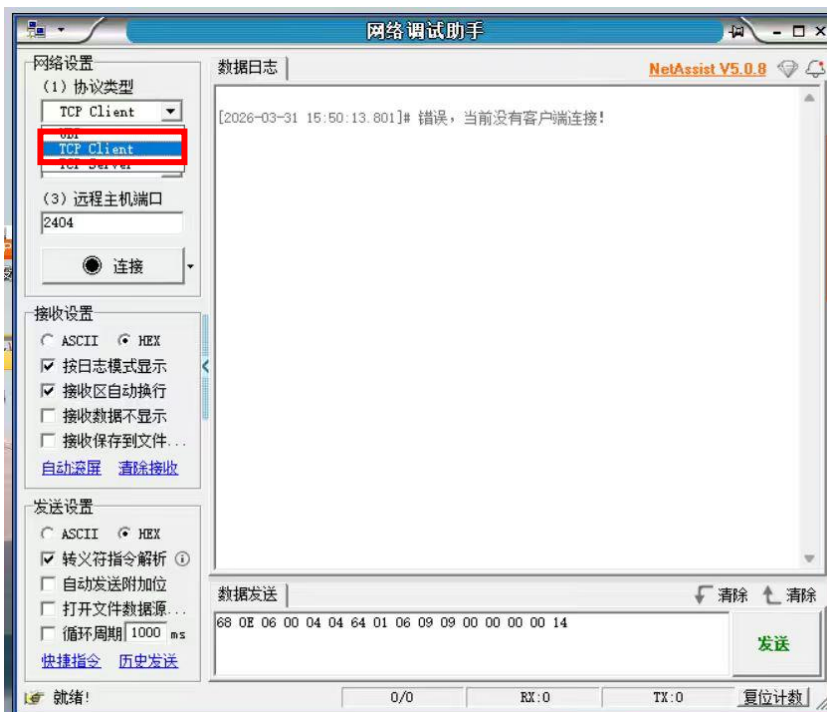 网络调试助手
网络设置
(1) 协议类型
TCP Client
UDP
TCP Client
TCP Server
(3) 远程主机端口
2404
连接
接收设置
ASCII HEX
按日志模式显示
接收区自动换行
接收数据不显示
接收保存到文件...
自动滚屏 清除接收
发送设置
ASCII HEX
转义符指令解析
自动发送附加位
打开文件数据源...
循环周期 1000 ms
快捷指令 历史发送
数据日志
NetAssist V5.0.8
[2026-03-31 15:50:13.801]# 错误，当前没有客户端连接!
数据发送
清除 清除
68 0E 06 00 04 04 64 01 06 09 09 00 00 00 00 14
发送
就绪!
0/0
RX:0
TX:0
复位计数